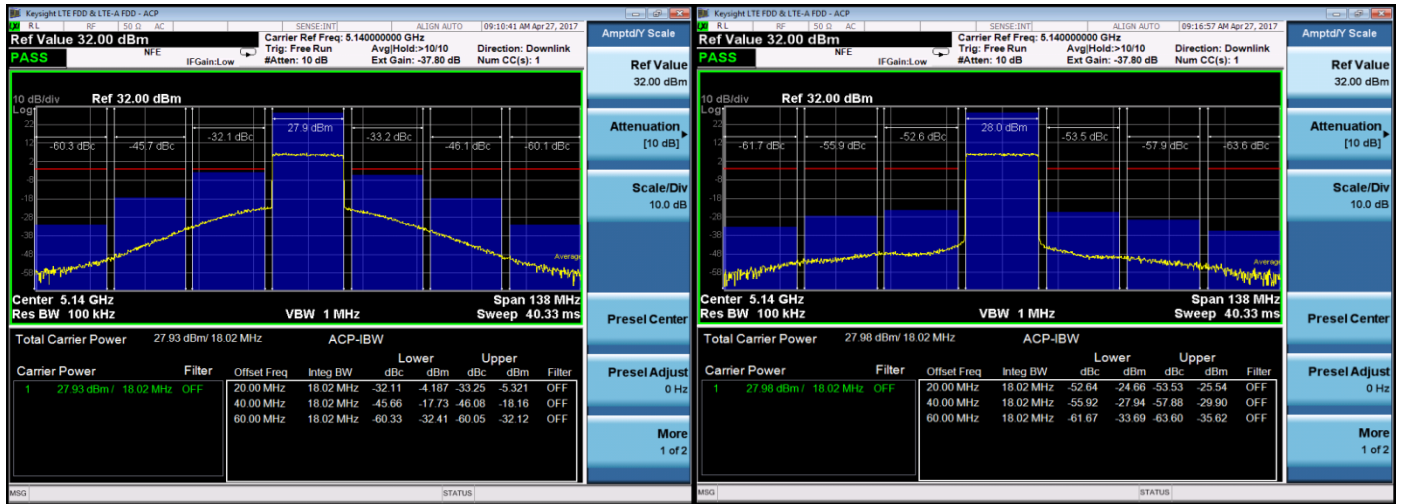 Keysight LTE FDD & LTE-A FDD - ACP
RL RF 50 Ω AC SENSE:INT ALIGN AUTO 09:10:41 AM Apr 27, 2017
Ref Value 32.00 dBm
Carrier Ref Freq: 5.140000000 GHz
NFE Trig: Free Run Avg|Hold:>10/10 Direction: Downlink
PASS
IFGain:Low #Atten: 10 dB Ext Gain: -37.80 dB Num CC(s): 1
10 dB/div Ref 32.00 dBm
Log
22
12
2
-8
-18
-28
-38
-48
-58
-60.3 dBc -45.7 dBc -32.1 dBc 27.9 dBm -33.2 dBc -46.1 dBc -60.1 dBc
Average
Center 5.14 GHz Span 138 MHz
Res BW 100 kHz VBW 1 MHz Sweep 40.33 ms
Total Carrier Power 27.93 dBm/ 18.02 MHz ACP-IBW
Lower Upper
Carrier Power Filter Offset Freq Integ BW dBc dBm dBc dBm Filter
1 27.93 dBm / 18.02 MHz OFF 20.00 MHz 18.02 MHz -32.11 -4.187 -33.25 -5.321 OFF
40.00 MHz 18.02 MHz -45.66 -17.73 -46.08 -18.16 OFF
60.00 MHz 18.02 MHz -60.33 -32.41 -60.05 -32.12 OFF
MSG STATUS
Amptd/Y Scale
Ref Value
32.00 dBm
Attenuation
[10 dB]
Scale/Div
10.0 dB
Presel Center
Presel Adjust
0 Hz
More
1 of 2
Keysight LTE FDD & LTE-A FDD - ACP
RL RF 50 Ω AC SENSE:INT ALIGN AUTO 09:16:57 AM Apr 27, 2017
Ref Value 32.00 dBm
Carrier Ref Freq: 5.140000000 GHz
NFE Trig: Free Run Avg|Hold:>10/10 Direction: Downlink
PASS
IFGain:Low #Atten: 10 dB Ext Gain: -37.80 dB Num CC(s): 1
10 dB/div Ref 32.00 dBm
Log
22
12
2
-8
-18
-28
-38
-48
-58
-61.7 dBc -55.9 dBc -52.6 dBc 28.0 dBm -53.5 dBc -57.9 dBc -63.6 dBc
Average
Center 5.14 GHz Span 138 MHz
Res BW 100 kHz VBW 1 MHz Sweep 40.33 ms
Total Carrier Power 27.98 dBm/ 18.02 MHz ACP-IBW
Lower Upper
Carrier Power Filter Offset Freq Integ BW dBc dBm dBc dBm Filter
1 27.98 dBm / 18.02 MHz OFF 20.00 MHz 18.02 MHz -52.64 -24.66 -53.53 -25.54 OFF
40.00 MHz 18.02 MHz -55.92 -27.94 -57.88 -29.90 OFF
60.00 MHz 18.02 MHz -61.67 -33.69 -63.60 -35.62 OFF
MSG STATUS
Amptd/Y Scale
Ref Value
32.00 dBm
Attenuation
[10 dB]
Scale/Div
10.0 dB
Presel Center
Presel Adjust
0 Hz
More
1 of 2